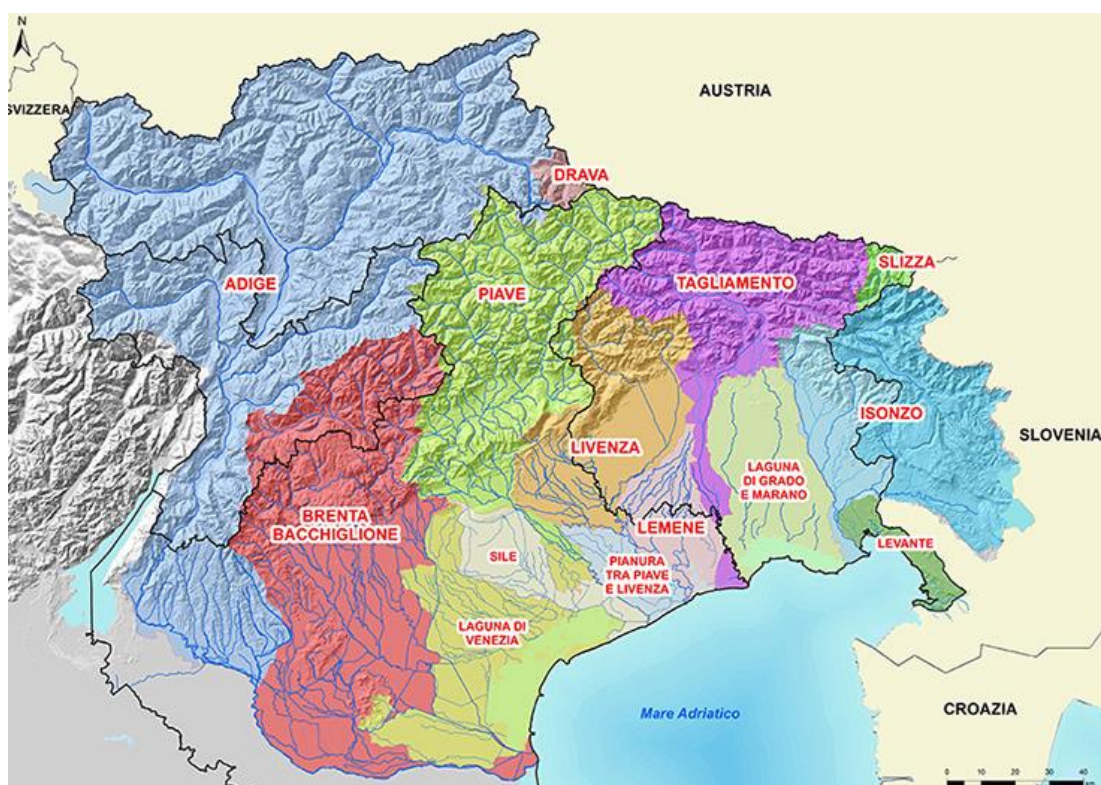 N
SVIZZERA
AUSTRIA
DRAVA
SLIZZA
TAGLIAMENTO
ADIGE
PIAVE
ISONZO
SLOVENIA
LIVENZA
LAGUNA
DI GRADO
E MARANO
BRENTA
BACCHIGLIONE
LEMENE
LEVANTE
SILE
PIANURA
TRA PIAVE
E LIVENZA
LAGUNA DI
VENEZIA
Mare Adriatico
CROAZIA
0 5 10 20 30 40